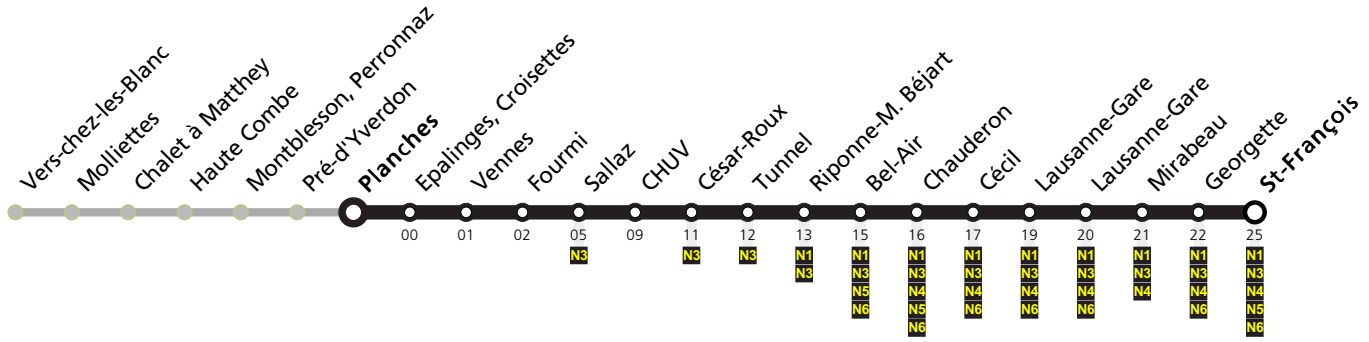 Vers-chez-les-Blanc
Molliettes
Chalet à Matthey
Haute Combe
Montblesson, Perronnaz
Pré-d'Yverdon
Planches
Epalinges, Croisettes
Vennes
Fourmi
Sallaz
CHUV
César-Roux
Tunnel
Riponne-M. Béjart
Bel-Air
Chauderon
Cécil
Lausanne-Gare
Lausanne-Gare
Mirabeau
Georgette
St-François
00 01 02 05 09 11 12 13 15 16 17 19 20 21 22 25
N3 N3 N3 N1 N1 N1 N1 N1 N1 N1 N1 N1
N3 N3 N3 N3 N3 N3 N3 N3 N3
N5 N4 N4 N4 N4 N4 N4 N4
N6 N5 N6 N6 N6 N6 N5
N6 N6